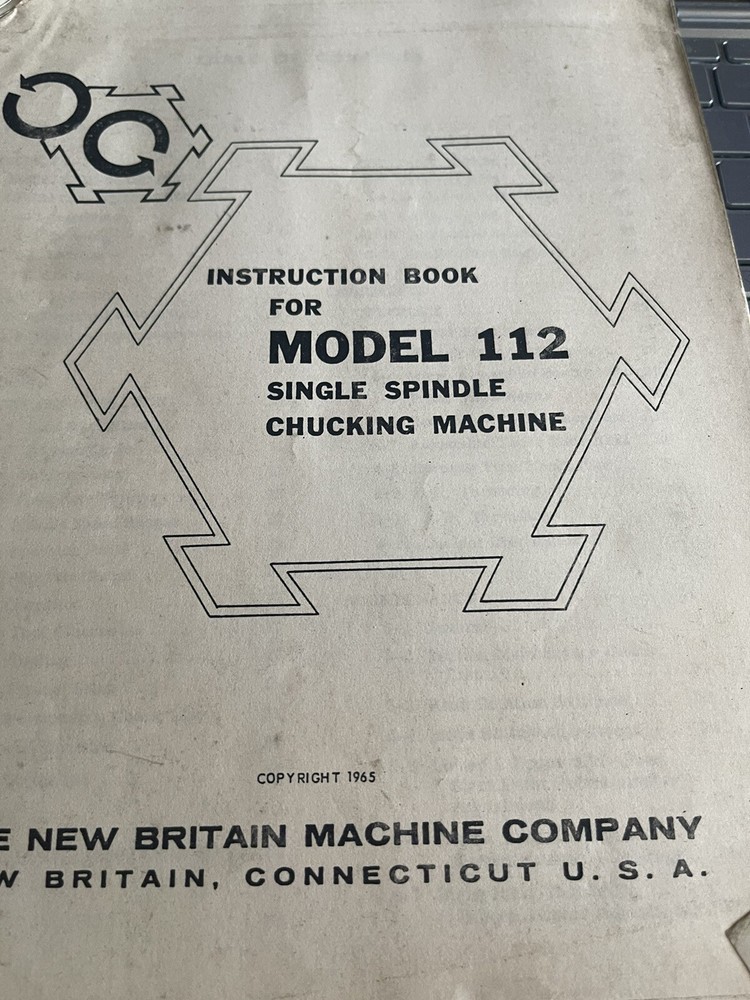 INSTRUCTION BOOK
FOR
MODEL 112
SINGLE SPINDLE
CHUCKING MACHINE
COPYRIGHT 1965
E NEW BRITAIN MACHINE COMPANY
W BRITAIN, CONNECTICUT U. S. A.